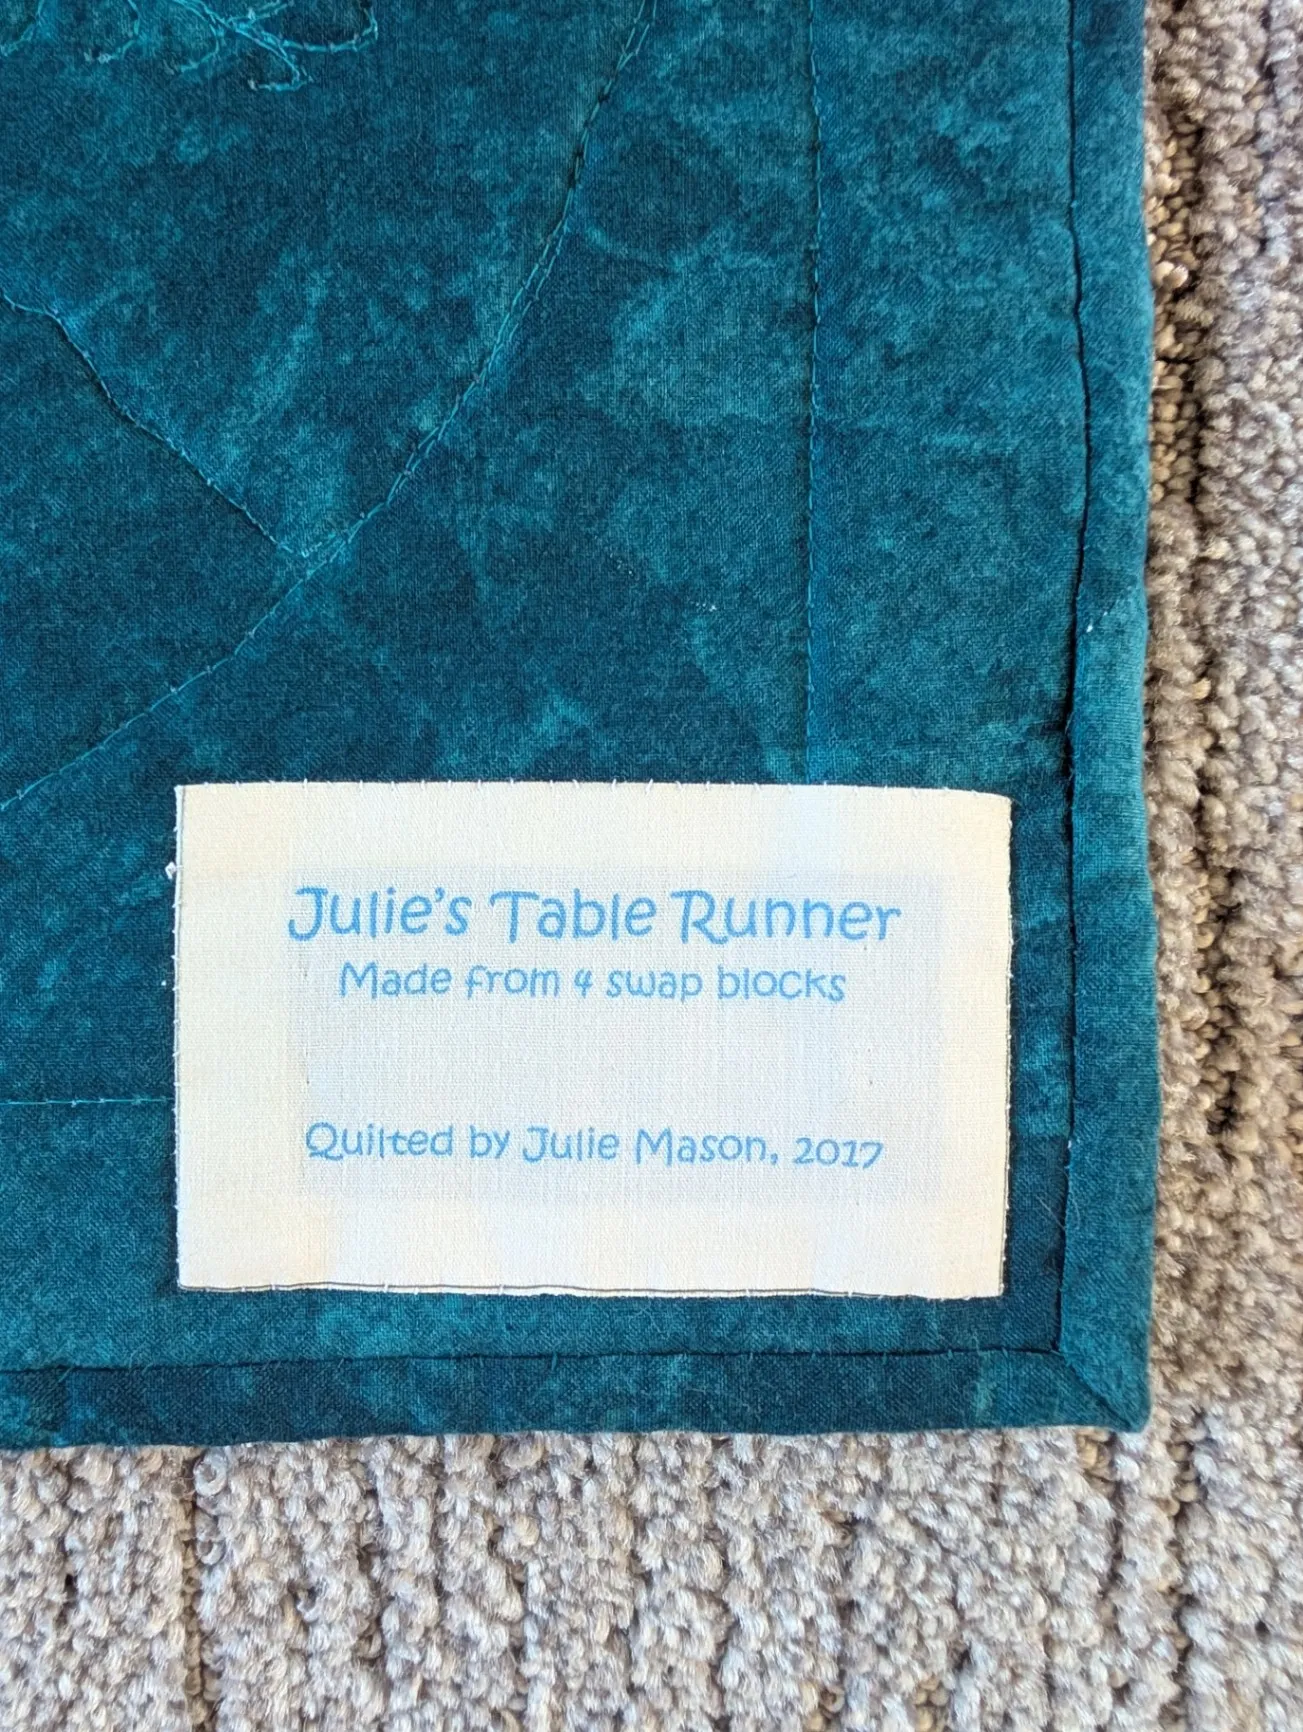 Julie's Table Runner
Made from 4 swap blocks
Quilted by Julie Mason, 2017